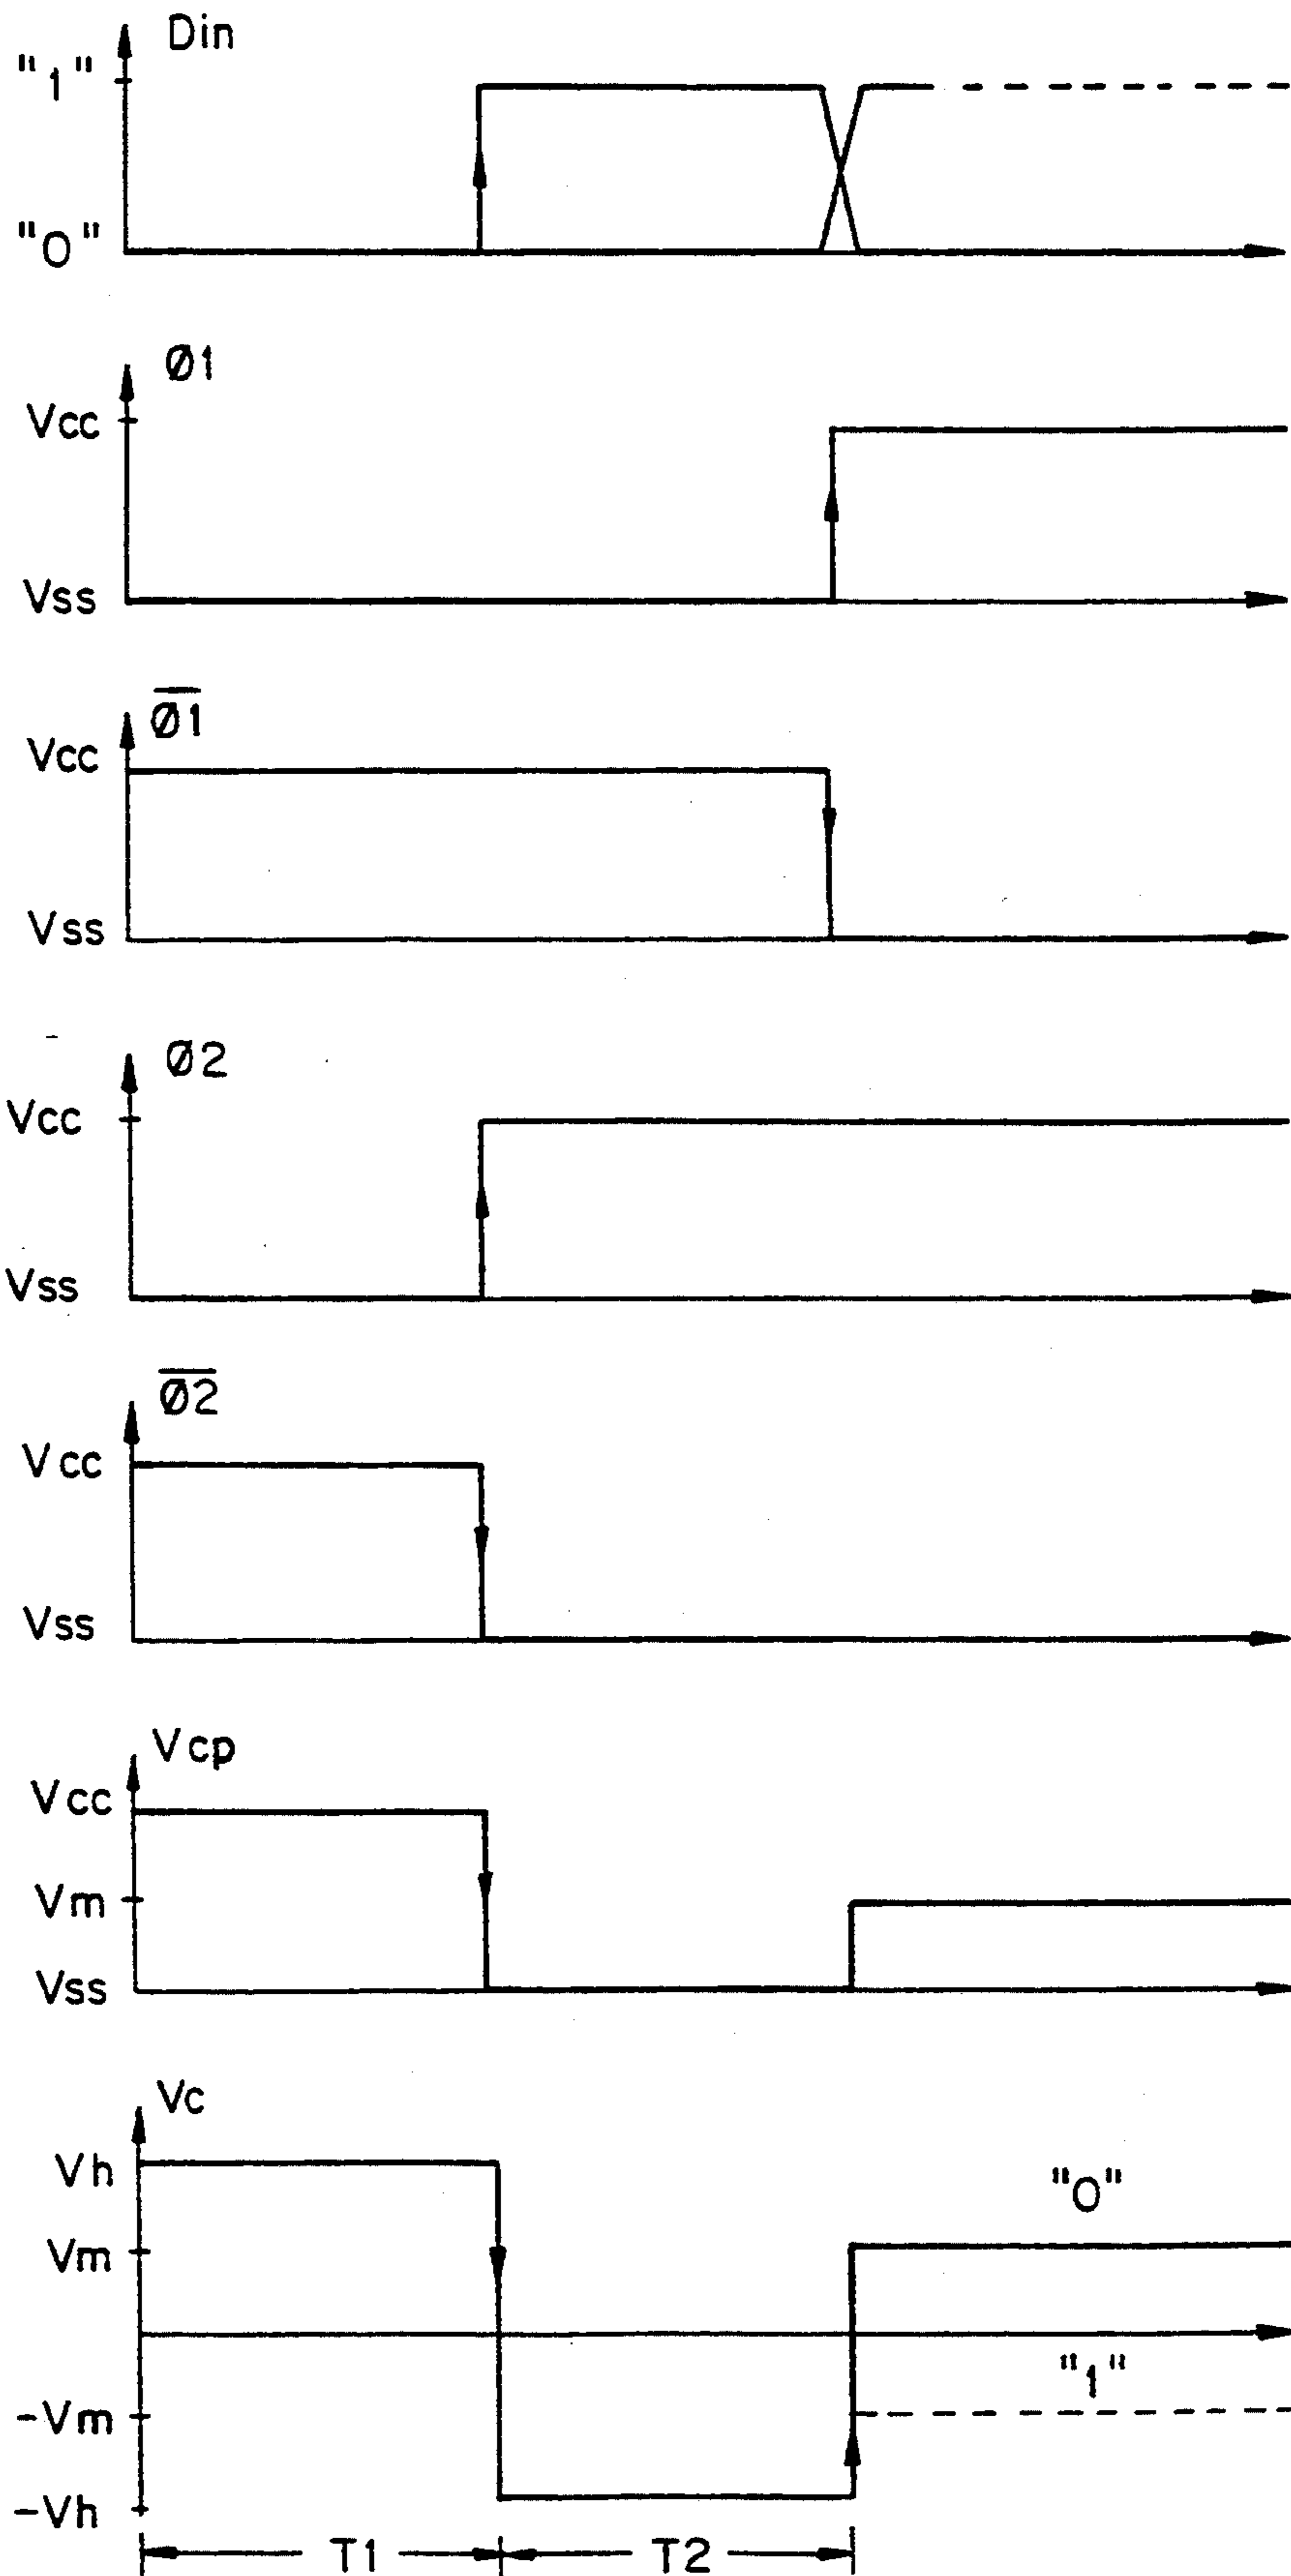 Din
"1"
"0"
Ø1
Vcc
Vss
Ø1̅
Vcc
Vss
Ø2
Vcc
Vss
Ø2̅
Vcc
Vss
Vcp
Vcc
Vm
Vss
Vc
Vh
"0"
Vm
"1"
-Vm
-Vh
T1 T2